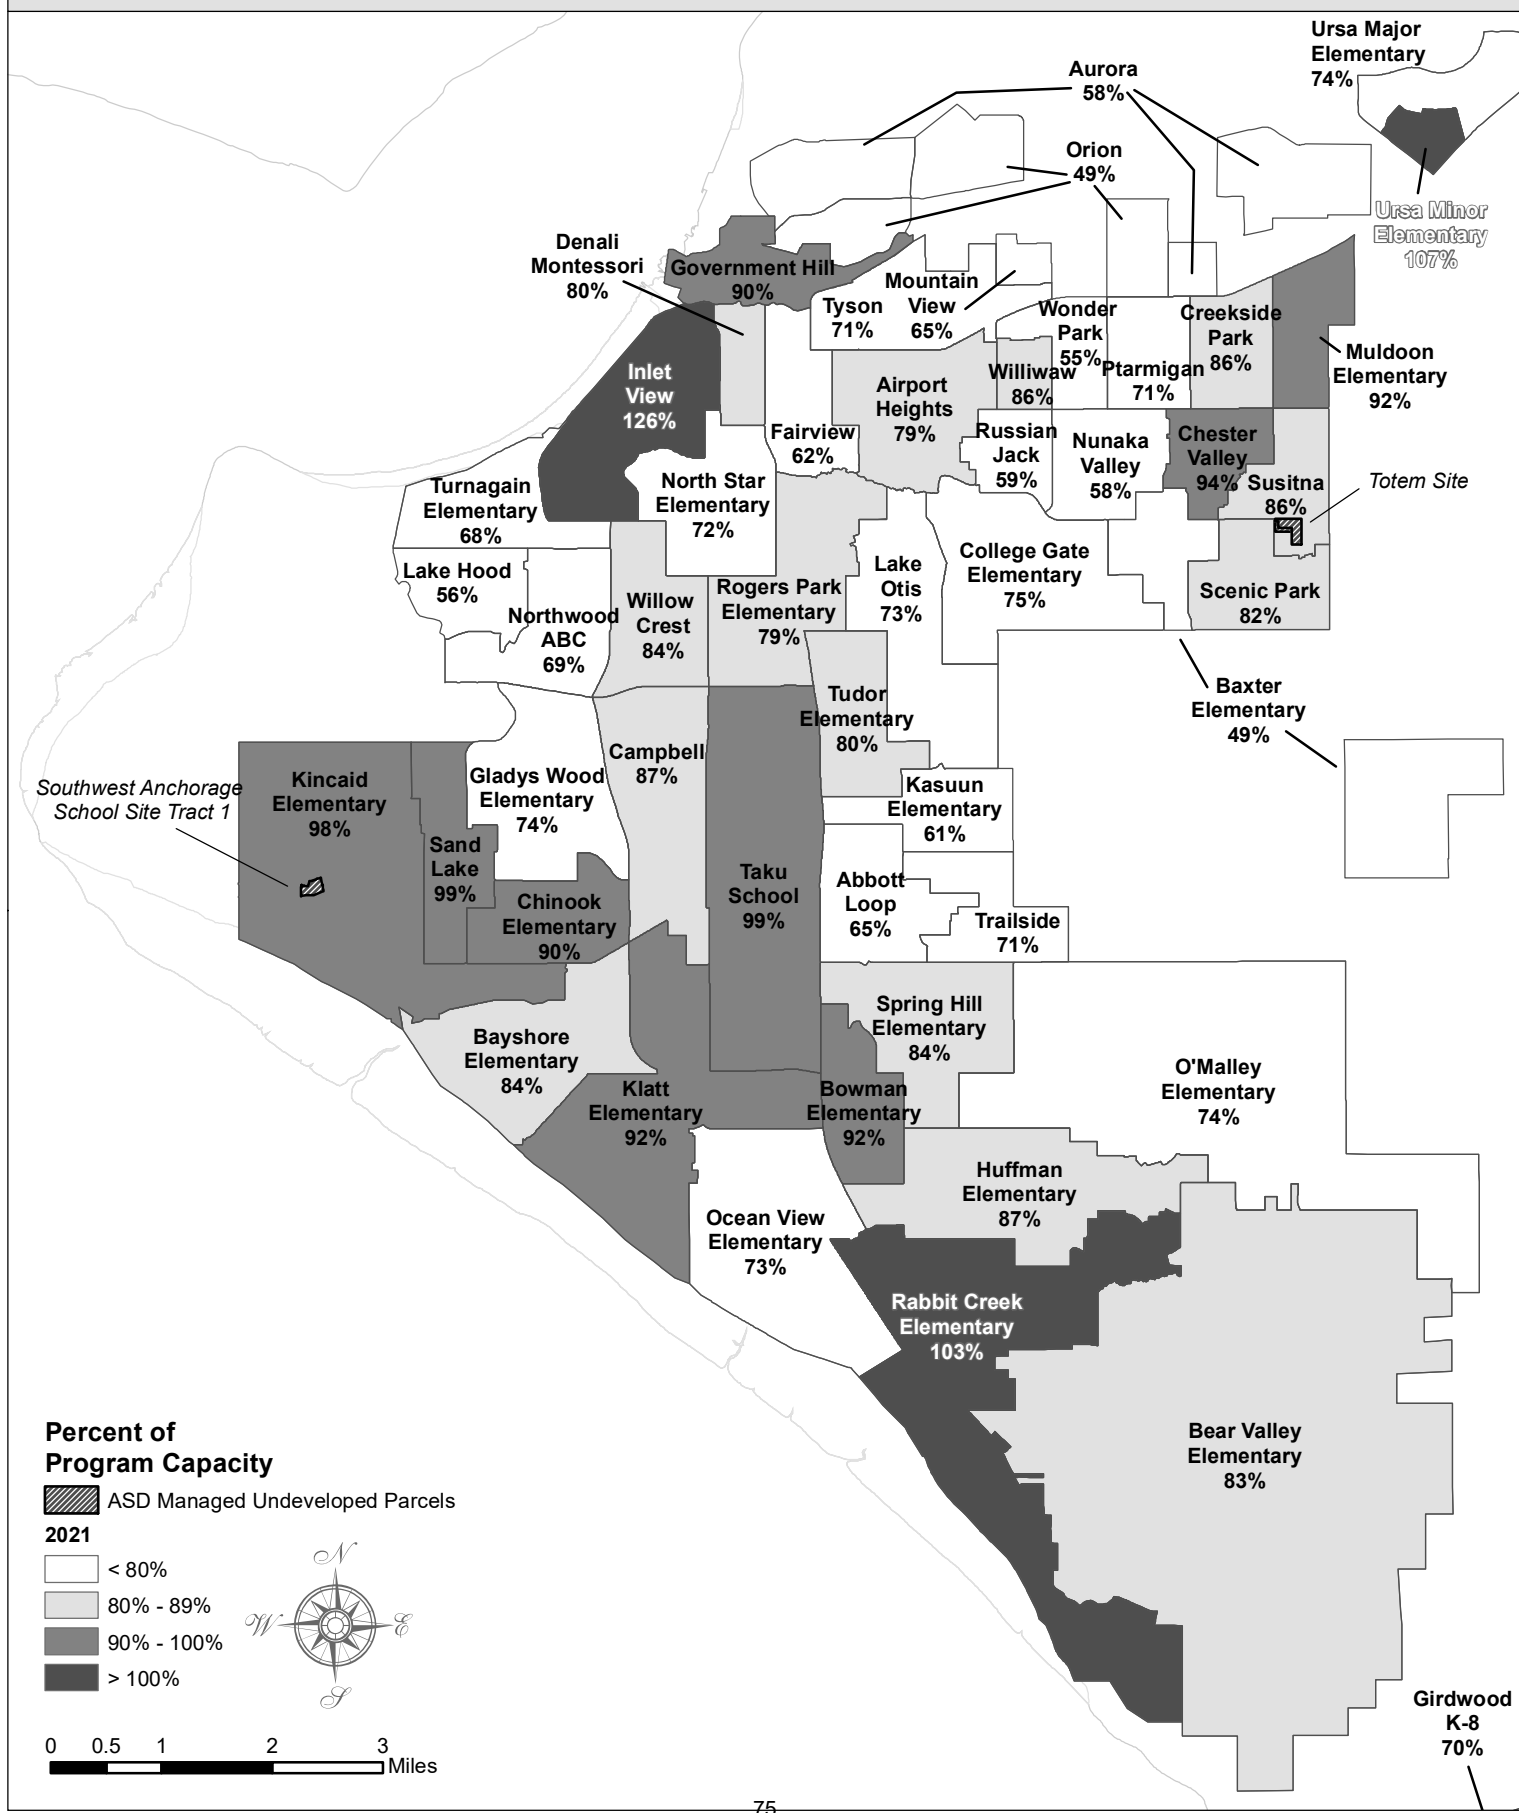 Ursa Major
Elementary
74%
Aurora
58%
Orion
49%
Ursa Minor
Elementary
107%
Denali
Montessori
80%
Government Hill
90%
Mountain
View
65%
Tyson
71%
Wonder
Park
55%
Creekside
Park
86%
Ptarmigan
71%
Muldoon
Elementary
92%
Inlet
View
126%
Airport
Heights
79%
Williwaw
86%
Fairview
62%
Russian
Jack
59%
Nunaka
Valley
58%
Chester
Valley
94%
Susitna
86%
Totem Site
Turnagain
Elementary
68%
North Star
Elementary
72%
Lake Hood
56%
Northwood
ABC
69%
Willow
Crest
84%
Rogers Park
Elementary
79%
Lake
Otis
73%
College Gate
Elementary
75%
Scenic Park
82%
Baxter
Elementary
49%
Tudor
Elementary
80%
Campbell
87%
Southwest Anchorage
School Site Tract 1
Kincaid
Elementary
98%
Gladys Wood
Elementary
74%
Kasuun
Elementary
61%
Sand
Lake
99%
Chinook
Elementary
90%
Taku
School
99%
Abbott
Loop
65%
Trailside
71%
Bayshore
Elementary
84%
Spring Hill
Elementary
84%
O'Malley
Elementary
74%
Klatt
Elementary
92%
Bowman
Elementary
92%
Huffman
Elementary
87%
Ocean View
Elementary
73%
Rabbit Creek
Elementary
103%
Bear Valley
Elementary
83%
Girdwood
K-8
70%
Percent of
Program Capacity
ASD Managed Undeveloped Parcels
2021
< 80%
80% - 89%
90% - 100%
> 100%
N
W E
S
0 0.5 1 2 3
Miles
75